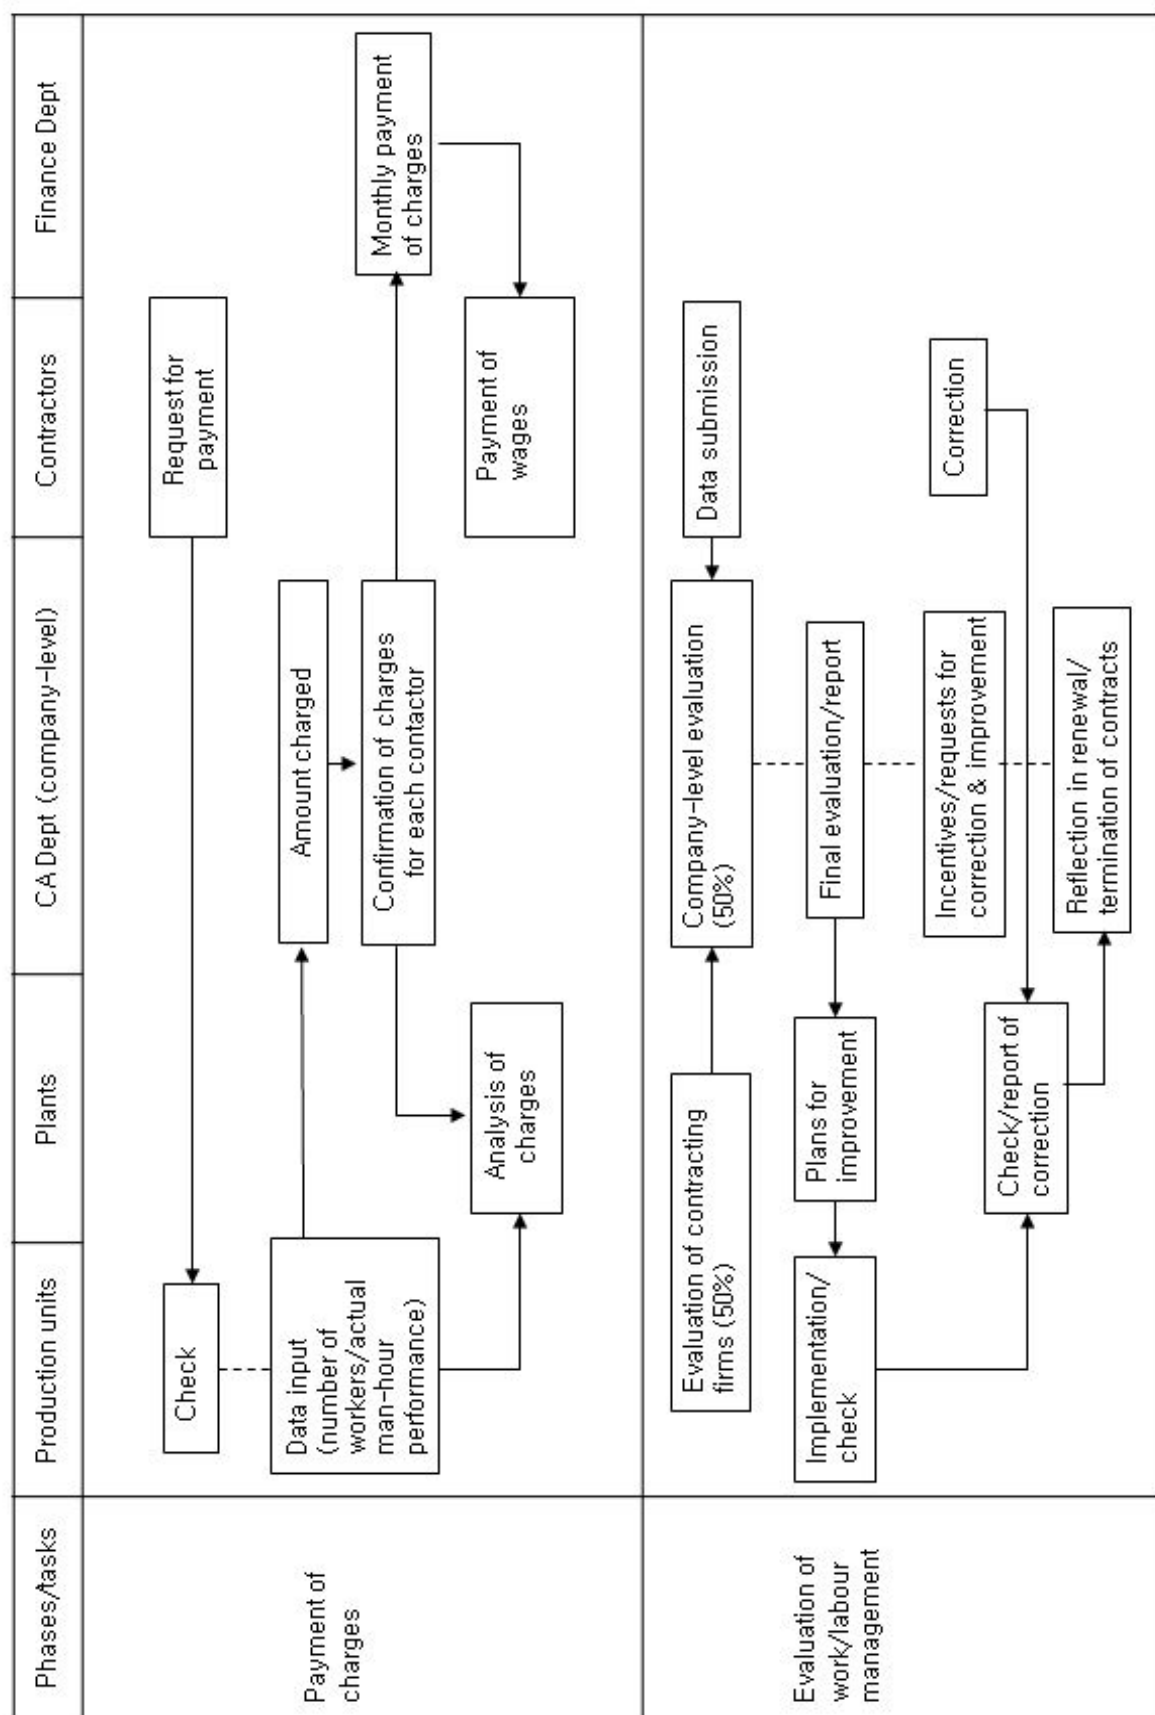 Phases/tasks
Production units
Plants
CA Dept (company-level)
Contractors
Finance Dept
Payment of
charges
Check
Request for
payment
Data input
(number of
workers/actual
man-hour
performance)
Amount charged
Confirmation of charges
for each contactor
Monthly payment
of charges
Analysis of
charges
Payment of
wages
Evaluation of
work/labour
management
Evaluation of contracting
firms (50%)
Company-level evaluation
(50%)
Data submission
Implementation/
check
Plans for
improvement
Final evaluation/report
Incentives/requests for
correction & improvement
Correction
Check/report of
correction
Reflection in renewal/
termination of contracts